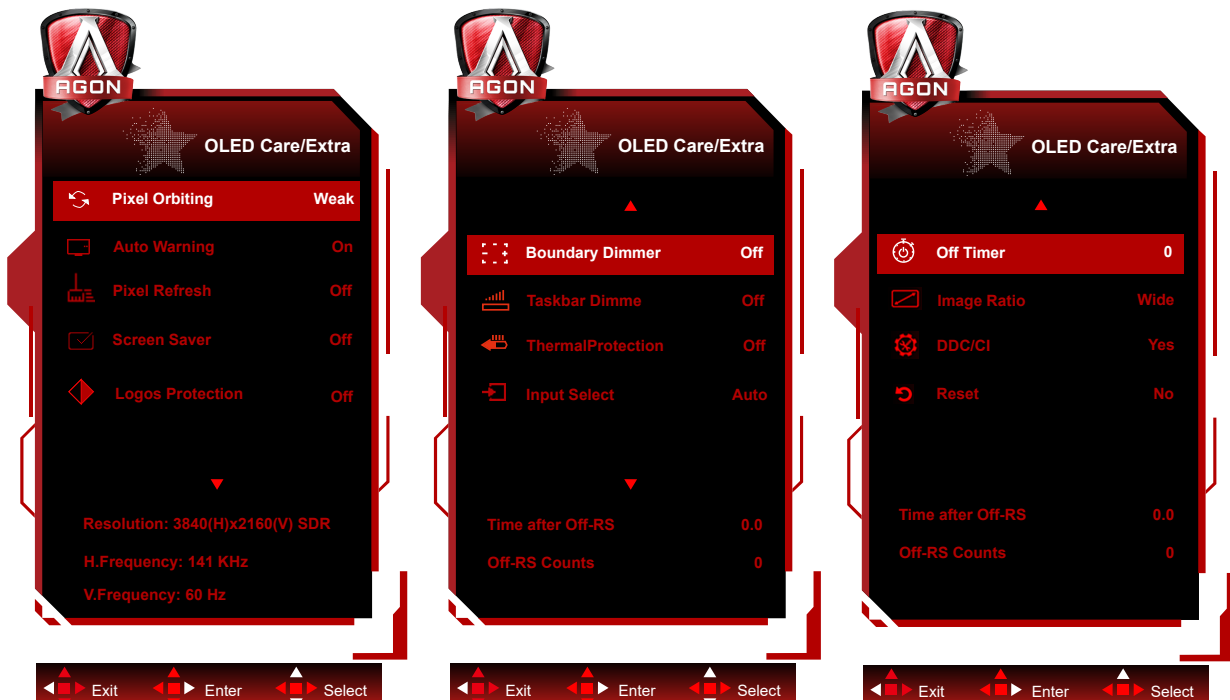 AGON
OLED Care/Extra
Pixel Orbiting Weak
Auto Warning On
Pixel Refresh Off
Screen Saver Off
Logos Protection Off
Resolution: 3840(H)x2160(V) SDR
H.Frequency: 141 KHz
V.Frequency: 60 Hz
Exit Enter Select
AGON
OLED Care/Extra
Boundary Dimmer Off
Taskbar Dimme Off
ThermalProtection Off
Input Select Auto
Time after Off-RS 0.0
Off-RS Counts 0
Exit Enter Select
AGON
OLED Care/Extra
Off Timer 0
Image Ratio Wide
DDC/CI Yes
Reset No
Time after Off-RS 0.0
Off-RS Counts 0
Exit Enter Select